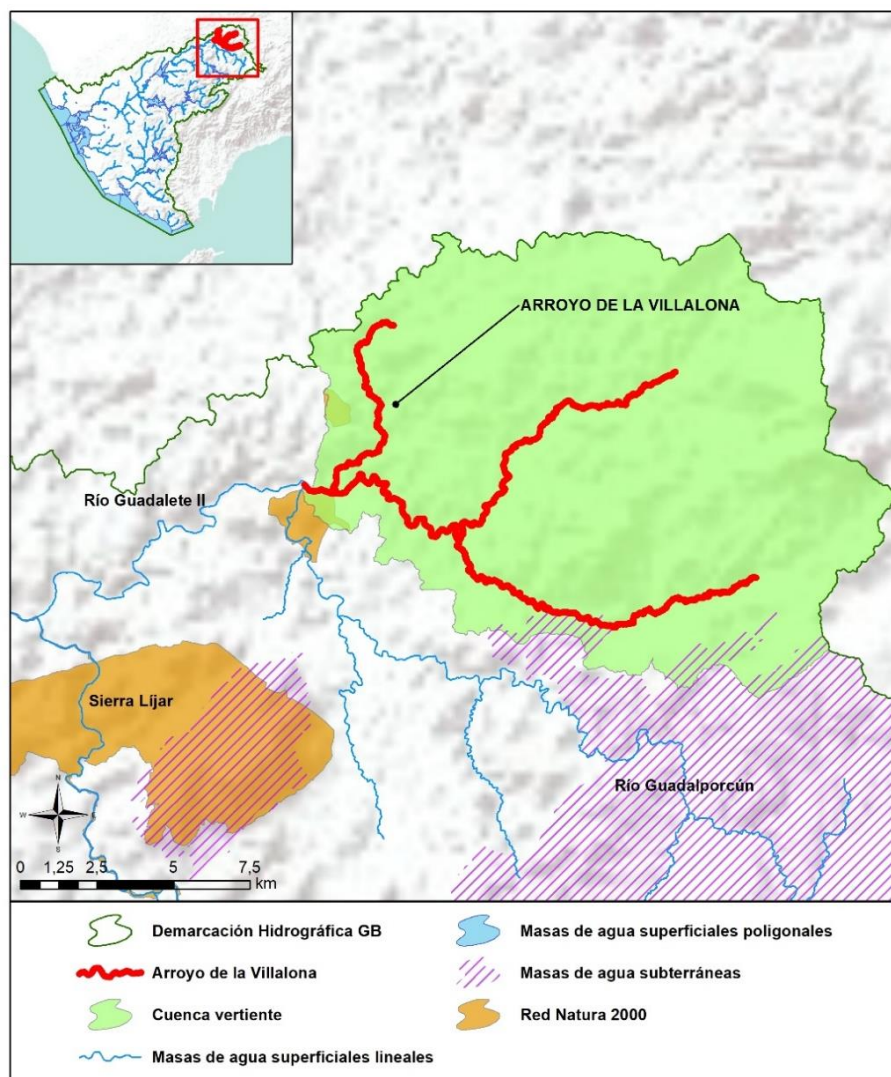 ARROYO DE LA VILLALONA
Río Guadalete II
Sierra Líjar
Río Guadalporcún
N
W
E
S
0 1,25 2,5 5 7,5
km
Demarcación Hidrográfica GB
Masas de agua superficiales poligonales
Arroyo de la Villalona
Masas de agua subterráneas
Cuenca vertiente
Red Natura 2000
Masas de agua superficiales lineales